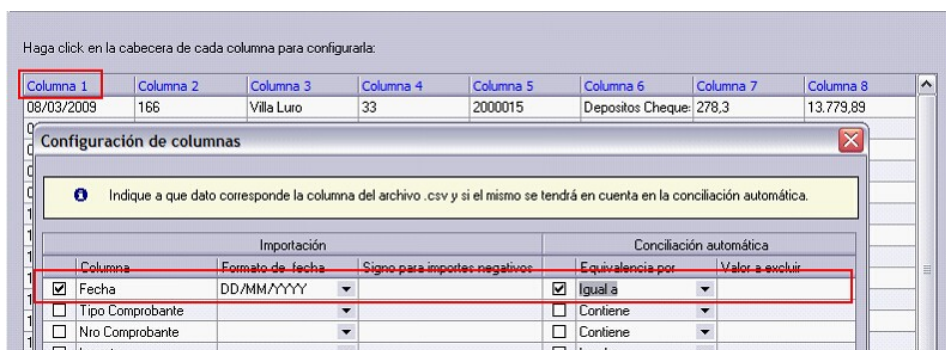 Haga click en la cabecera de cada columna para configurarla:
Columna 1 Columna 2 Columna 3 Columna 4 Columna 5 Columna 6 Columna 7 Columna 8
08/03/2009 166 Villa Luro 33 2000015 Depositos Cheque: 278,3 13.779,89
Configuración de columnas
Indique a que dato corresponde la columna del archivo .csv y si el mismo se tendrá en cuenta en la conciliación automática.
Importación Conciliación automática
Columna Formato de fecha Signo para importes negativos Equivalencia por Valor a excluir
Fecha DD/MM/YYYY Igual a
Tipo Comprobante Contiene
Nro Comprobante Contiene